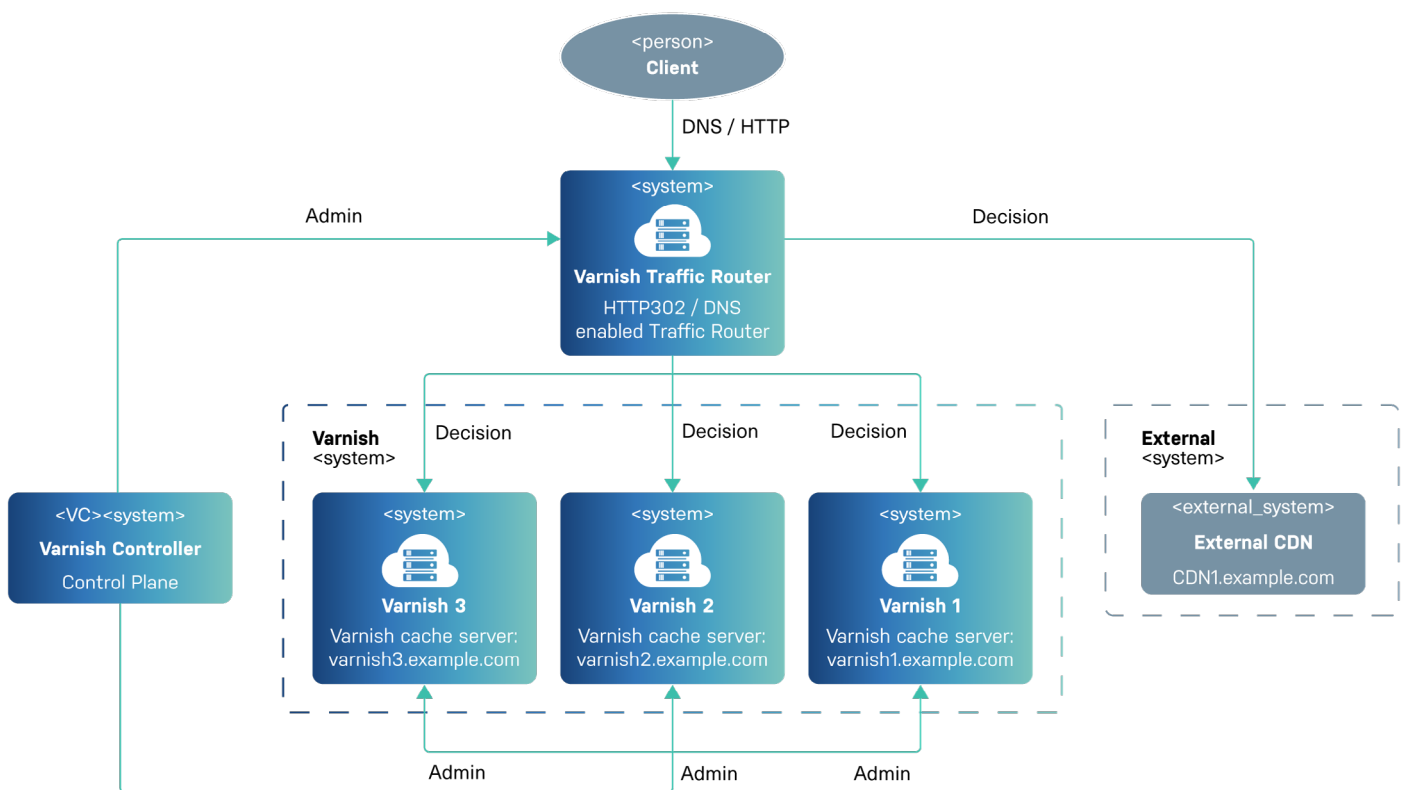 <person>
Client
DNS / HTTP
<system>
Admin
Decision
Varnish Traffic Router
HTTP302 / DNS
enabled Traffic Router
Varnish
<system>
Decision
Decision
Decision
External
<system>
<VC><system>
Varnish Controller
Control Plane
<system>
Varnish 3
Varnish cache server:
varnish3.example.com
<system>
Varnish 2
Varnish cache server:
varnish2.example.com
<system>
Varnish 1
Varnish cache server:
varnish1.example.com
<external_system>
External CDN
CDN1.example.com
Admin
Admin
Admin